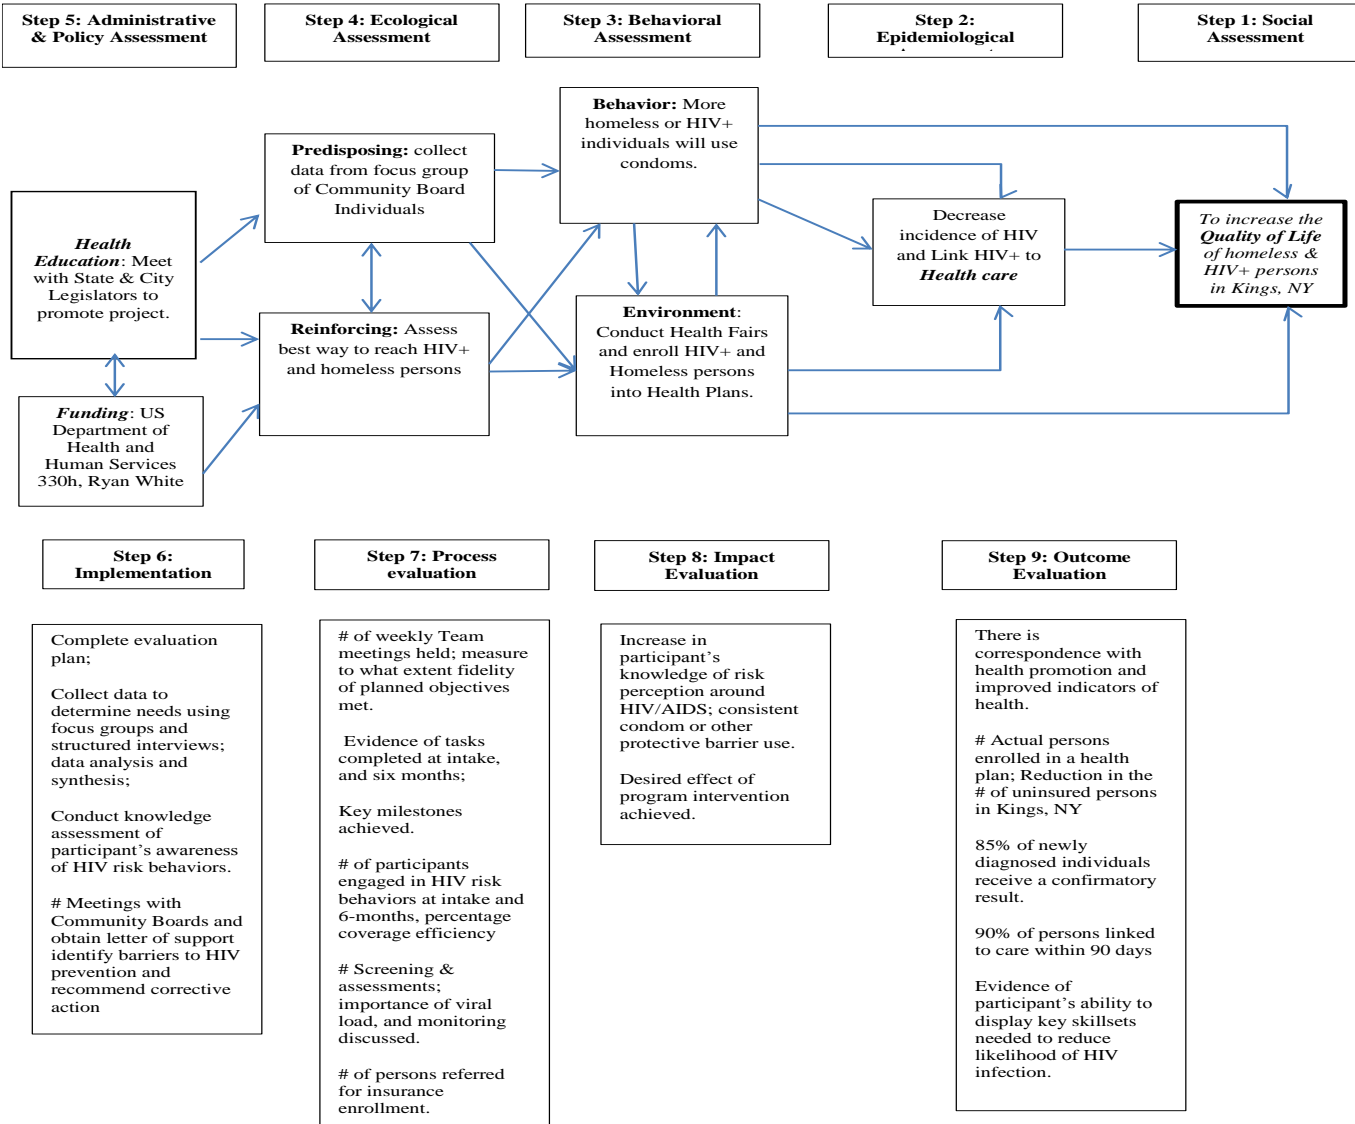 Step 5: Administrative
& Policy Assessment
Step 4: Ecological
Assessment
Step 3: Behavioral
Assessment
Step 2:
Epidemiological
Step 1: Social
Assessment
Health
Education: Meet
with State & City
Legislators to
promote project.
Funding: US
Department of
Health and
Human Services
330h, Ryan White
Predisposing: collect
data from focus group
of Community Board
Individuals
Reinforcing: Assess
best way to reach HIV+
and homeless persons
Behavior: More
homeless or HIV+
individuals will use
condoms.
Environment:
Conduct Health Fairs
and enroll HIV+ and
Homeless persons
into Health Plans.
Decrease
incidence of HIV
and Link HIV+ to
Health care
To increase the
Quality of Life
of homeless &
HIV+ persons
in Kings, NY
Step 6:
Implementation
Step 7: Process
evaluation
Step 8: Impact
Evaluation
Step 9: Outcome
Evaluation
Complete evaluation
plan;
Collect data to
determine needs using
focus groups and
structured interviews;
data analysis and
synthesis;
Conduct knowledge
assessment of
participant's awareness
of HIV risk behaviors.
# Meetings with
Community Boards and
obtain letter of support
identify barriers to HIV
prevention and
recommend corrective
action
# of weekly Team
meetings held; measure
to what extent fidelity
of planned objectives
met.
Evidence of tasks
completed at intake,
and six months;
Key milestones
achieved.
# of participants
engaged in HIV risk
behaviors at intake and
6-months, percentage
coverage efficiency
# Screening &
assessments;
importance of viral
load, and monitoring
discussed.
# of persons referred
for insurance
enrollment.
Increase in
participant's
knowledge of risk
perception around
HIV/AIDS; consistent
condom or other
protective barrier use.
Desired effect of
program intervention
achieved.
There is
correspondence with
health promotion and
improved indicators of
health.
# Actual persons
enrolled in a health
plan; Reduction in the
# of uninsured persons
in Kings, NY
85% of newly
diagnosed individuals
receive a confirmatory
result.
90% of persons linked
to care within 90 days
Evidence of
participant's ability to
display key skillsets
needed to reduce
likelihood of HIV
infection.